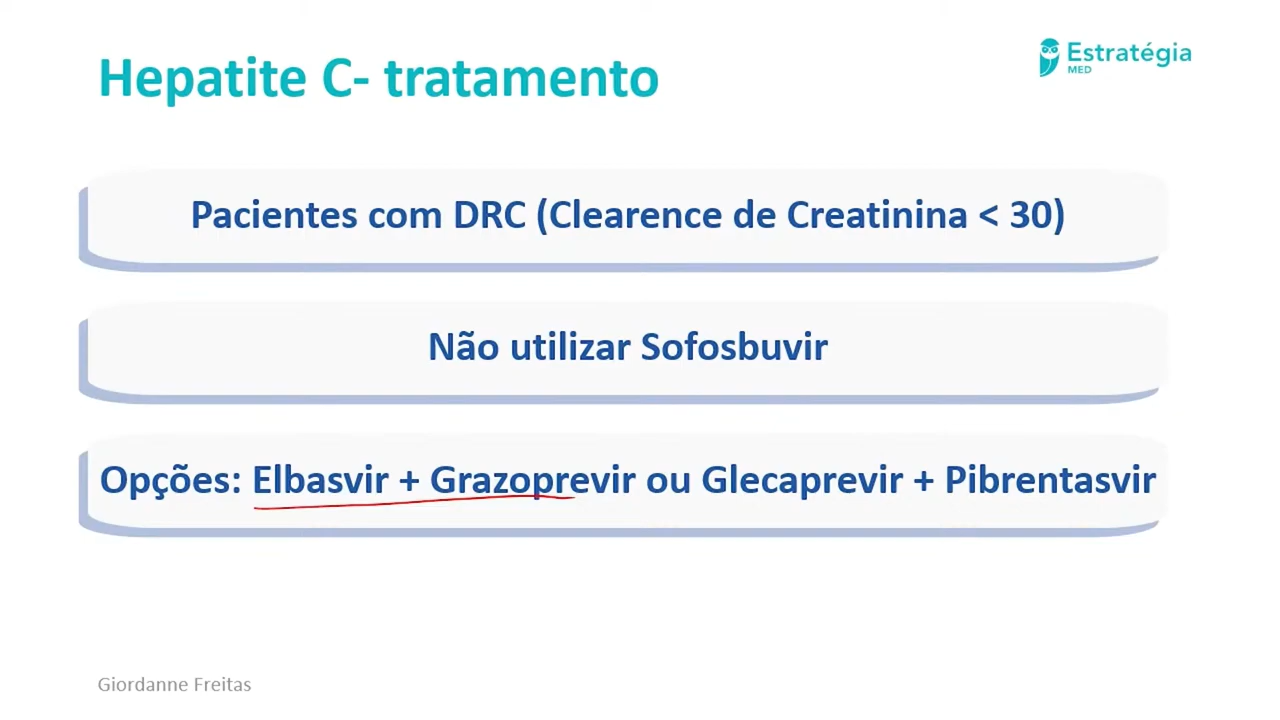 Hepatite C- tratamento
Estratégia
MED
Pacientes com DRC (Clearence de Creatinina < 30)
Não utilizar Sofosbuvir
Opções: Elbasvir + Grazoprevir ou Glecaprevir + Pibrentasvir
Giordanne Freitas